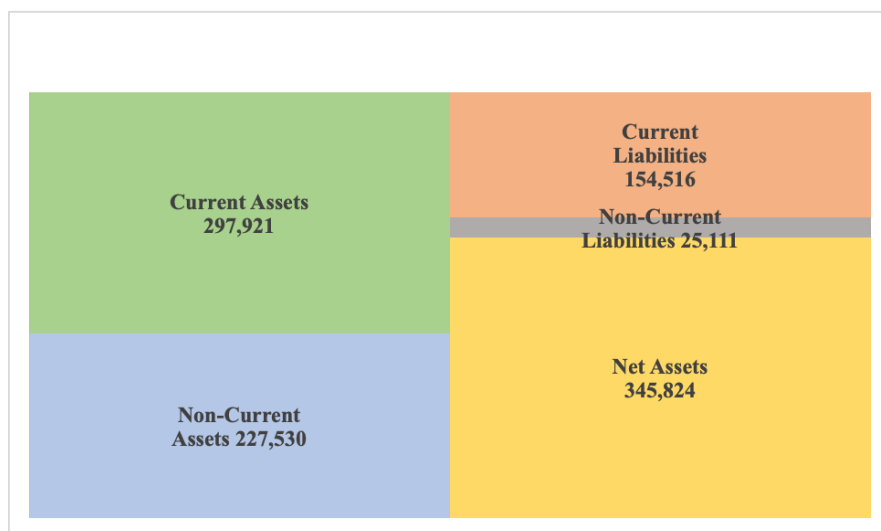 Current Assets
297,921
Non-Current
Assets 227,530
Current
Liabilities
154,516
Non-Current
Liabilities 25,111
Net Assets
345,824